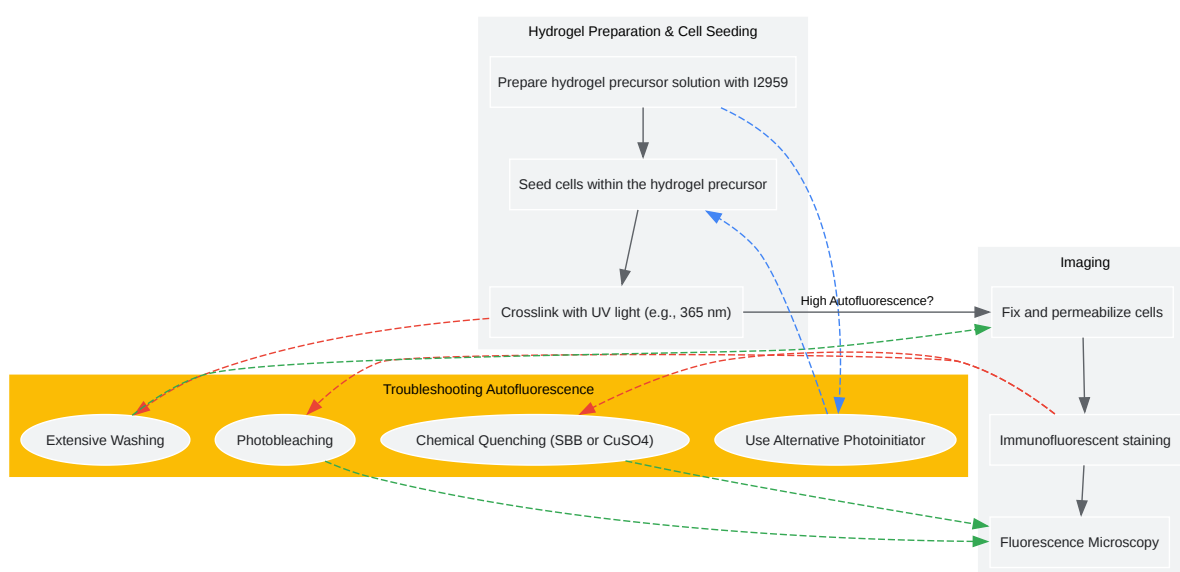 Hydrogel Preparation & Cell Seeding
Prepare hydrogel precursor solution with I2959
Seed cells within the hydrogel precursor
Crosslink with UV light (e.g., 365 nm)
High Autofluorescence?
Imaging
Fix and permeabilize cells
Immunofluorescent staining
Fluorescence Microscopy
Troubleshooting Autofluorescence
Extensive Washing
Photobleaching
Chemical Quenching (SBB or CuSO4)
Use Alternative Photoinitiator